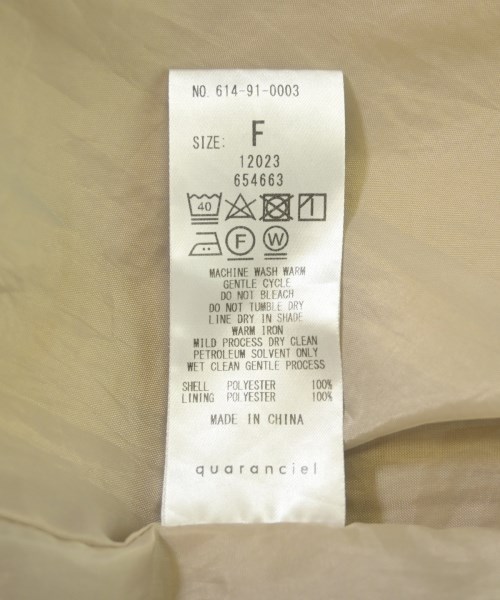 NO. 614-91-0003
SIZE: F
12023
654663
40
F W
MACHINE WASH WARM
GENTLE CYCLE
DO NOT BLEACH
DO NOT TUMBLE DRY
LINE DRY IN SHADE
WARM IRON
MILD PROCESS DRY CLEAN
PETROLEUM SOLVENT ONLY
WET CLEAN GENTLE PROCESS
SHELL POLYESTER 100%
LINING POLYESTER 100%
MADE IN CHINA
quaranciel